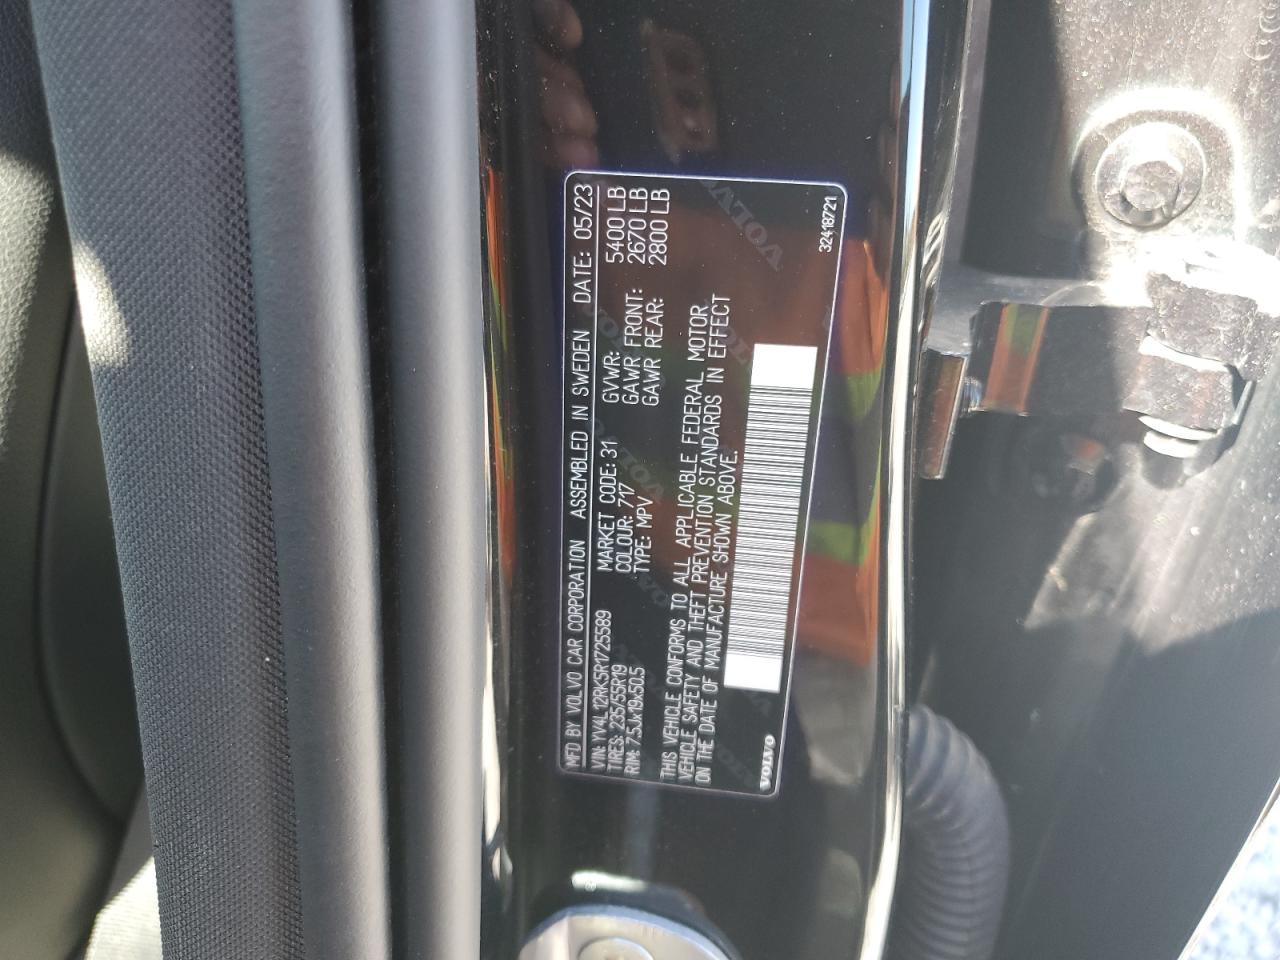 MFD BY VOLVO CAR CORPORATION ASSEMBLED IN SWEDEN DATE: 05/23
VIN: YV4L12RK5R1725589 MARKET CODE: 31 GVWR: 5400 LB
TIRES: 235/55R19 COLOUR: 717 GAWR FRONT: 2670 LB
RIM: 7.5Jx19x50.5 TYPE: MPV GAWR REAR: 2800 LB
THIS VEHICLE CONFORMS TO ALL APPLICABLE FEDERAL MOTOR
VEHICLE SAFETY AND THEFT PREVENTION STANDARDS IN EFFECT
ON THE DATE OF MANUFACTURE SHOWN ABOVE.
VOLVO 32418721